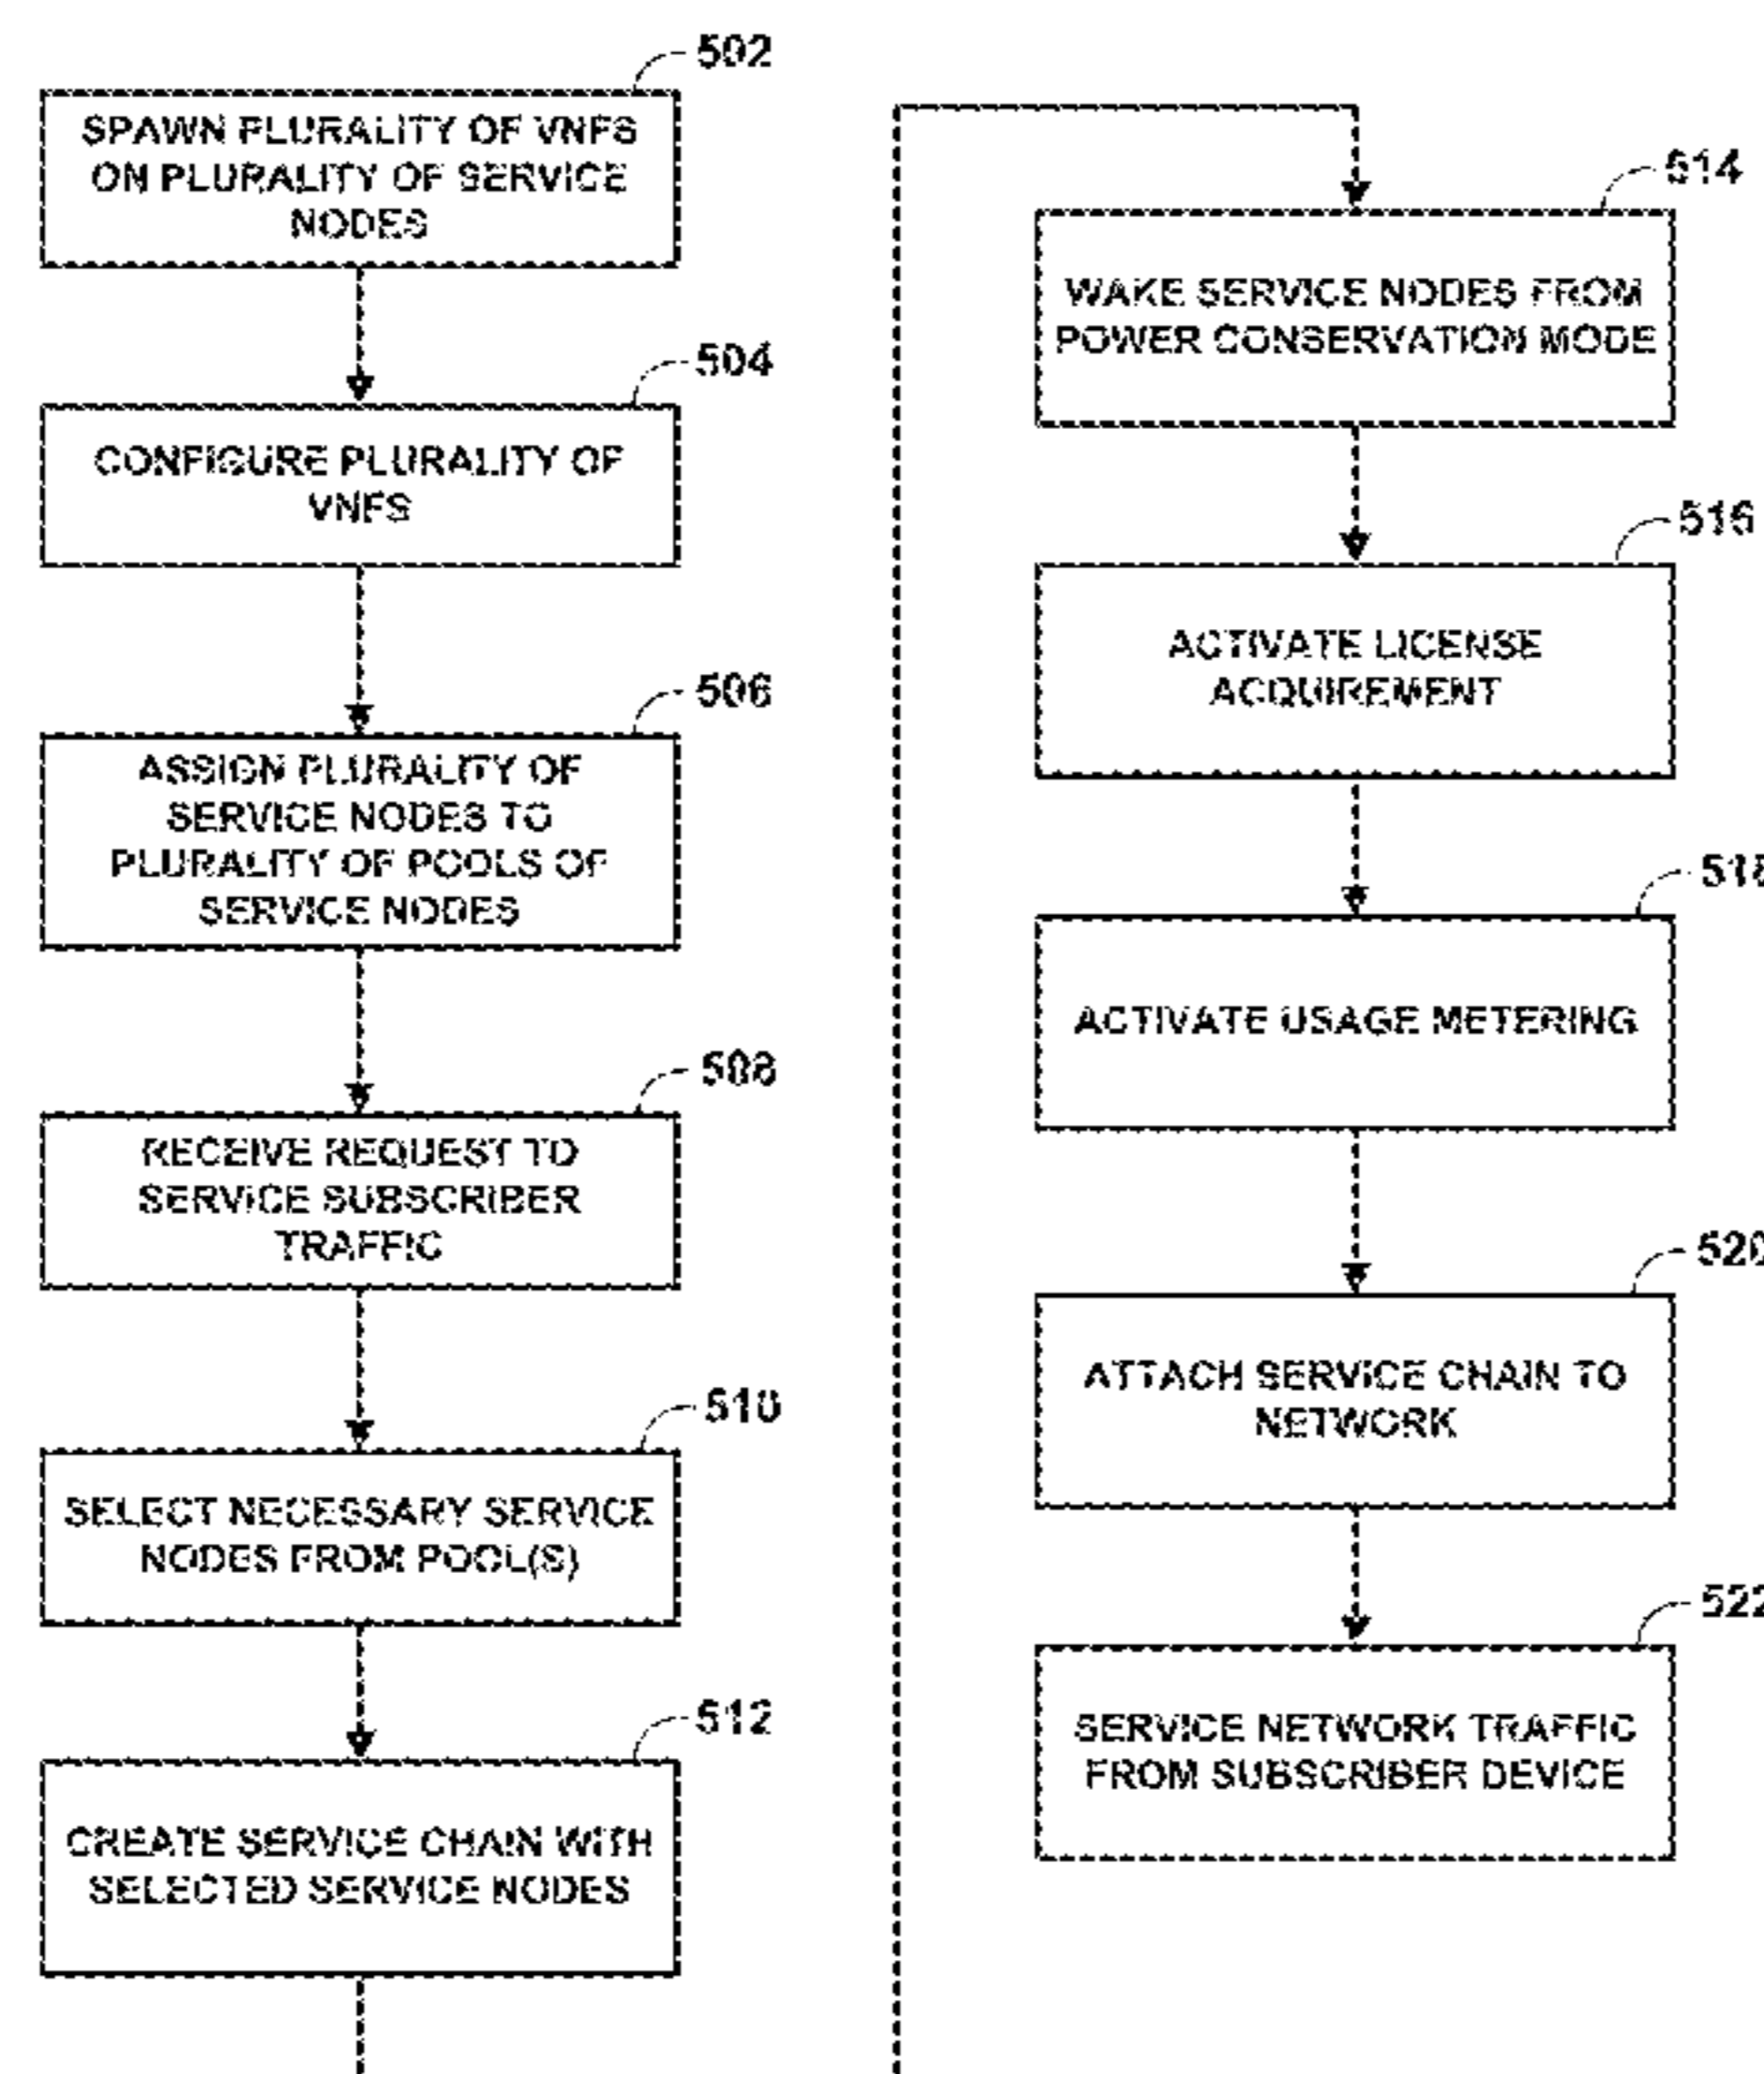 502
SPAWN PLURALITY OF VNFS
ON PLURALITY OF SERVICE
NODES
504
CONFIGURE PLURALITY OF
VNFS
506
ASSIGN PLURALITY OF
SERVICE NODES TO
PLURALITY OF POOLS OF
SERVICE NODES
508
RECEIVE REQUEST TO
SERVICE SUBSCRIBER
TRAFFIC
510
SELECT NECESSARY SERVICE
NODES FROM POOL(S)
512
CREATE SERVICE CHAIN WITH
SELECTED SERVICE NODES
514
WAKE SERVICE NODES FROM
POWER CONSERVATION MODE
516
ACTIVATE LICENSE
ACQUIREMENT
518
ACTIVATE USAGE METERING
520
ATTACH SERVICE CHAIN TO
NETWORK
522
SERVICE NETWORK TRAFFIC
FROM SUBSCRIBER DEVICE